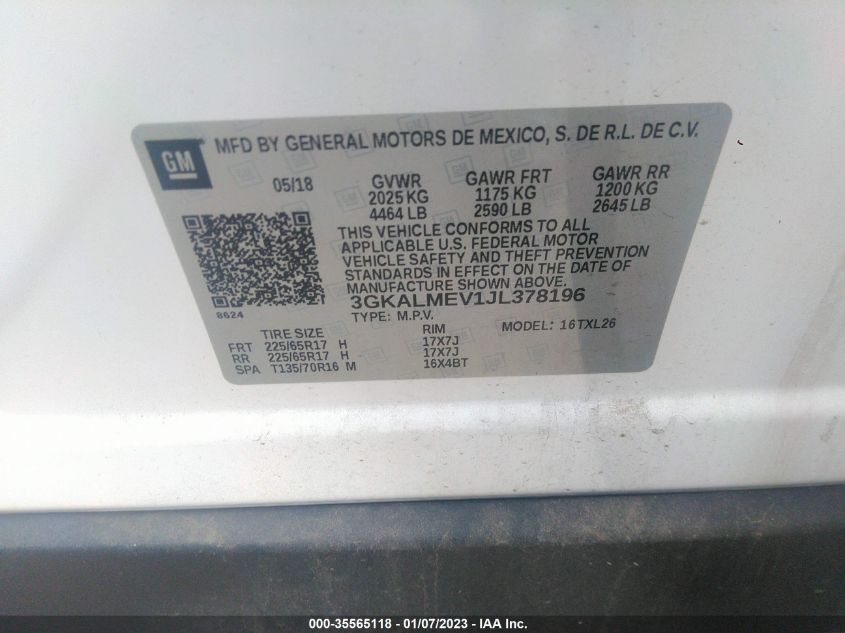 GM
MFD BY GENERAL MOTORS DE MEXICO, S. DE R.L. DE C.V.
05/18 GVWR GAWR FRT GAWR RR
2025 KG 1175 KG 1200 KG
4464 LB 2590 LB 2645 LB
THIS VEHICLE CONFORMS TO ALL
APPLICABLE U.S. FEDERAL MOTOR
VEHICLE SAFETY AND THEFT PREVENTION
STANDARDS IN EFFECT ON THE DATE OF
MANUFACTURE SHOWN ABOVE.
8624
3GKALMEV1JL378196
TYPE: M.P.V. MODEL: 16TXL26
TIRE SIZE RIM
FRT 225/65R17 H 17X7J
RR 225/65R17 H 17X7J
SPA T135/70R16 M 16X4BT
000-35565118 - 01/07/2023 - IAA Inc.